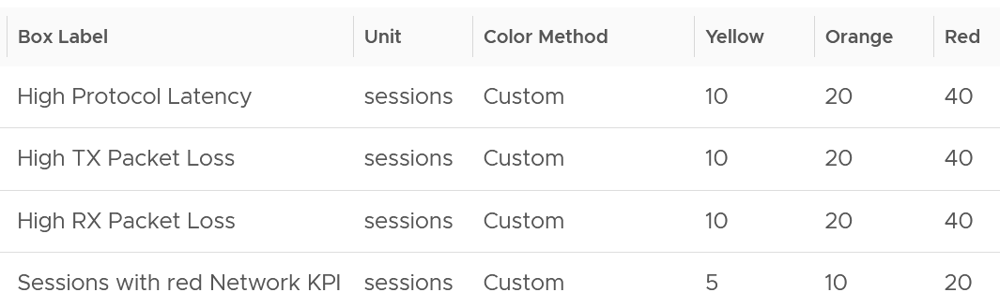 Box Label Unit Color Method Yellow Orange Red
High Protocol Latency sessions Custom 10 20 40
High TX Packet Loss sessions Custom 10 20 40
High RX Packet Loss sessions Custom 10 20 40
Sessions with red Network KPI sessions Custom 5 10 20